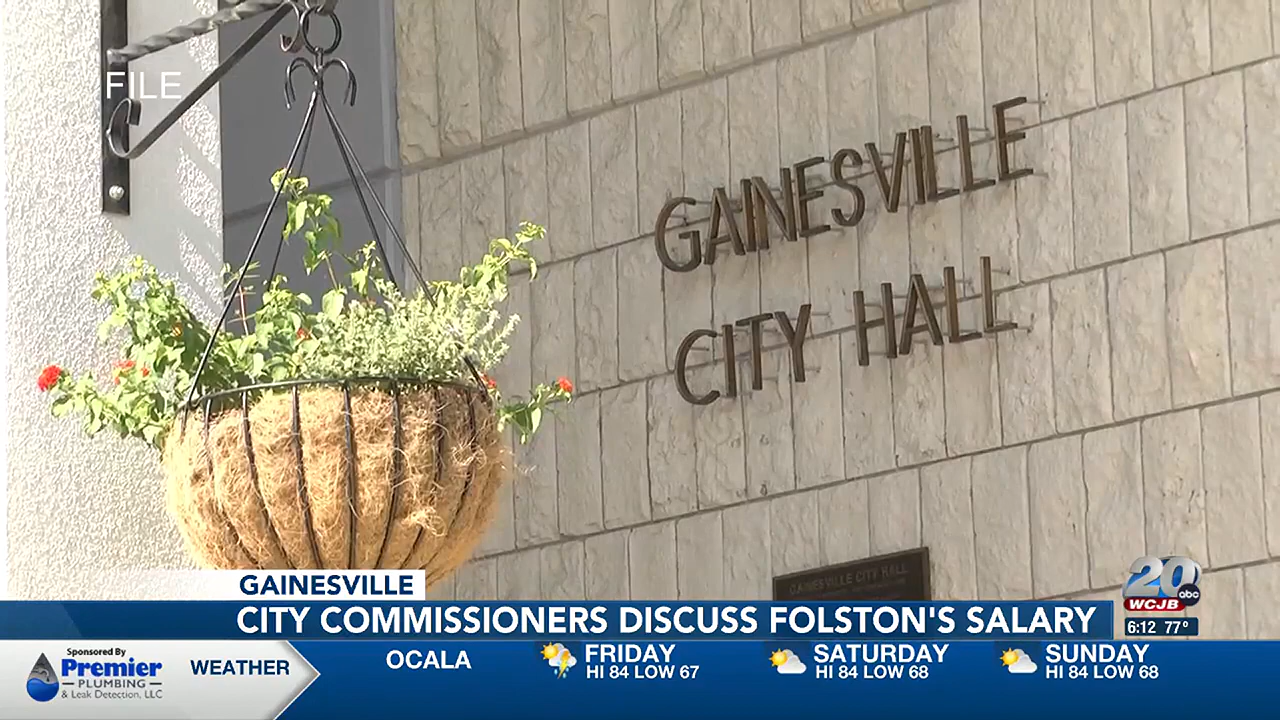 FILE
GAINESVILLE
CITY HALL
GAINESVILLE CITY HALL
GAINESVILLE
CITY COMMISSIONERS DISCUSS FOLSTON'S SALARY
20
abc
WCJB
6:12 77°
Sponsored By
Premier
PLUMBING
& Leak Detection, LLC
WEATHER
OCALA
FRIDAY
HI 84 LOW 67
SATURDAY
HI 84 LOW 68
SUNDAY
HI 84 LOW 68